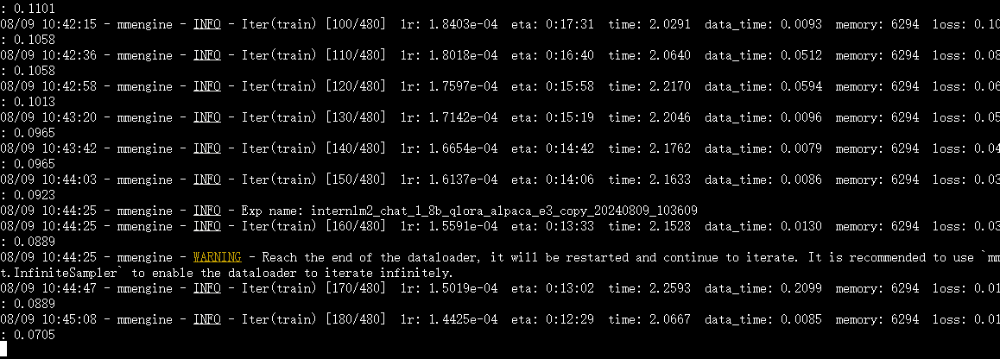 : 0.1101
08/09 10:42:15 - mmengine - INFO - Iter(train) [100/480]  lr: 1.8403e-04  eta: 0:17:31  time: 2.0291  data_time: 0.0093  memory: 6294  loss: 0.10
: 0.1058
08/09 10:42:36 - mmengine - INFO - Iter(train) [110/480]  lr: 1.8018e-04  eta: 0:16:40  time: 2.0640  data_time: 0.0512  memory: 6294  loss: 0.08
: 0.1058
08/09 10:42:58 - mmengine - INFO - Iter(train) [120/480]  lr: 1.7597e-04  eta: 0:15:58  time: 2.2170  data_time: 0.0594  memory: 6294  loss: 0.06
: 0.1013
08/09 10:43:20 - mmengine - INFO - Iter(train) [130/480]  lr: 1.7142e-04  eta: 0:15:19  time: 2.2046  data_time: 0.0096  memory: 6294  loss: 0.05
: 0.0965
08/09 10:43:42 - mmengine - INFO - Iter(train) [140/480]  lr: 1.6654e-04  eta: 0:14:42  time: 2.1762  data_time: 0.0079  memory: 6294  loss: 0.04
: 0.0965
08/09 10:44:03 - mmengine - INFO - Iter(train) [150/480]  lr: 1.6137e-04  eta: 0:14:06  time: 2.1633  data_time: 0.0086  memory: 6294  loss: 0.03
: 0.0923
08/09 10:44:25 - mmengine - INFO - Exp name: internlm2_chat_1_8b_qlora_alpaca_e3_copy_20240809_103609
08/09 10:44:25 - mmengine - INFO - Iter(train) [160/480]  lr: 1.5591e-04  eta: 0:13:33  time: 2.1528  data_time: 0.0130  memory: 6294  loss: 0.03
: 0.0889
08/09 10:44:25 - mmengine - WARNING - Reach the end of the dataloader, it will be restarted and continue to iterate. It is recommended to use `mm
t.InfiniteSampler` to enable the dataloader to iterate infinitely.
08/09 10:44:47 - mmengine - INFO - Iter(train) [170/480]  lr: 1.5019e-04  eta: 0:13:02  time: 2.2593  data_time: 0.2099  memory: 6294  loss: 0.01
: 0.0889
08/09 10:45:08 - mmengine - INFO - Iter(train) [180/480]  lr: 1.4425e-04  eta: 0:12:29  time: 2.0667  data_time: 0.0085  memory: 6294  loss: 0.01
: 0.0705